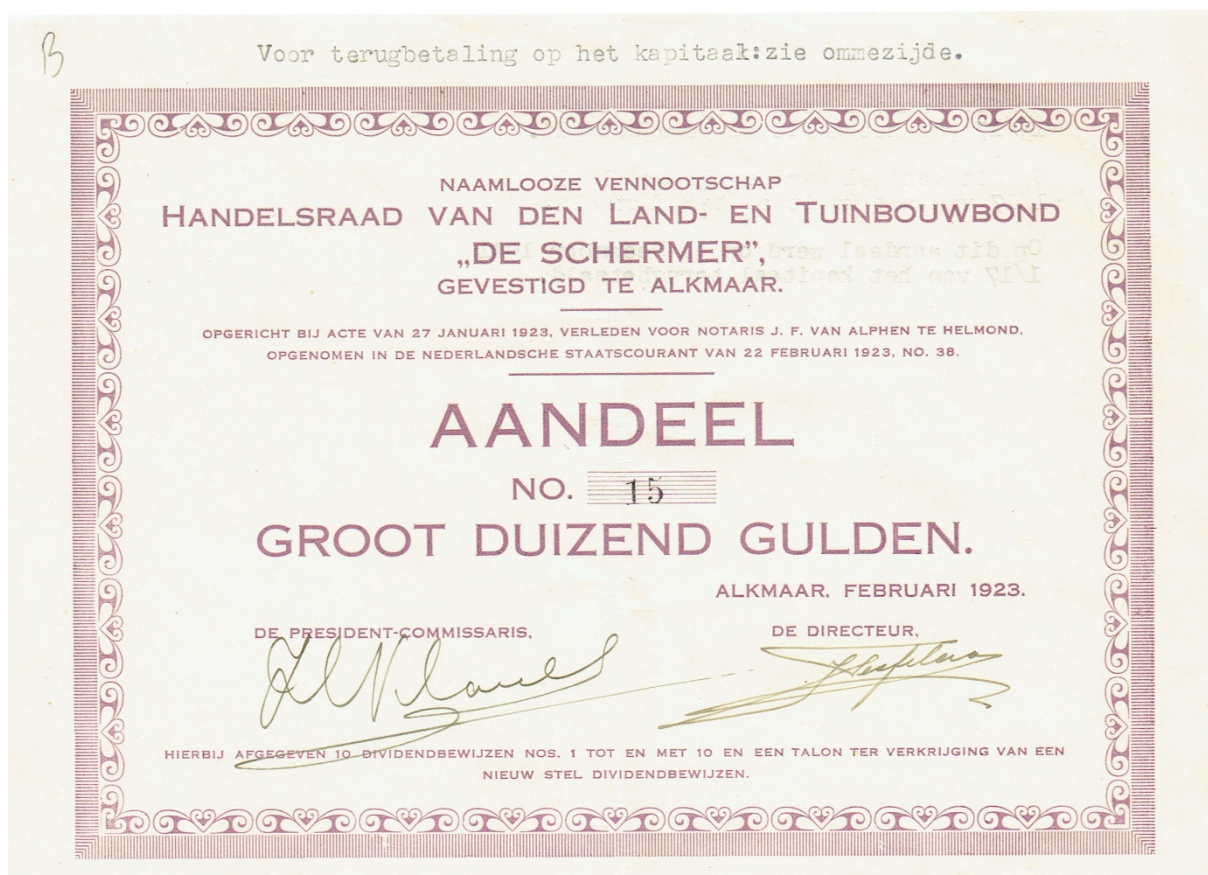 B
Voor terugbetaling op het kapitaak:zie ommezijde.
NAAMLOOZE VENNOOTSCHAP
HANDELSRAAD VAN DEN LAND- EN TUINBOUWBOND
„DE SCHERMER”,
GEVESTIGD TE ALKMAAR.
OPGERICHT BIJ ACTE VAN 27 JANUARI 1923, VERLEDEN VOOR NOTARIS J. F. VAN ALPHEN TE HELMOND.
OPGENOMEN IN DE NEDERLANDSCHE STAATSCOURANT VAN 22 FEBRUARI 1923, NO. 38.
AANDEEL
NO. 15
GROOT DUIZEND GULDEN.
ALKMAAR, FEBRUARI 1923.
DE PRESIDENT-COMMISSARIS, DE DIRECTEUR,
HIERBIJ AFGEGEVEN 10 DIVIDENDBEWIJZEN NOS. 1 TOT EN MET 10 EN EEN TALON TER VERKRIJGING VAN EEN
NIEUW STEL DIVIDENDBEWIJZEN.